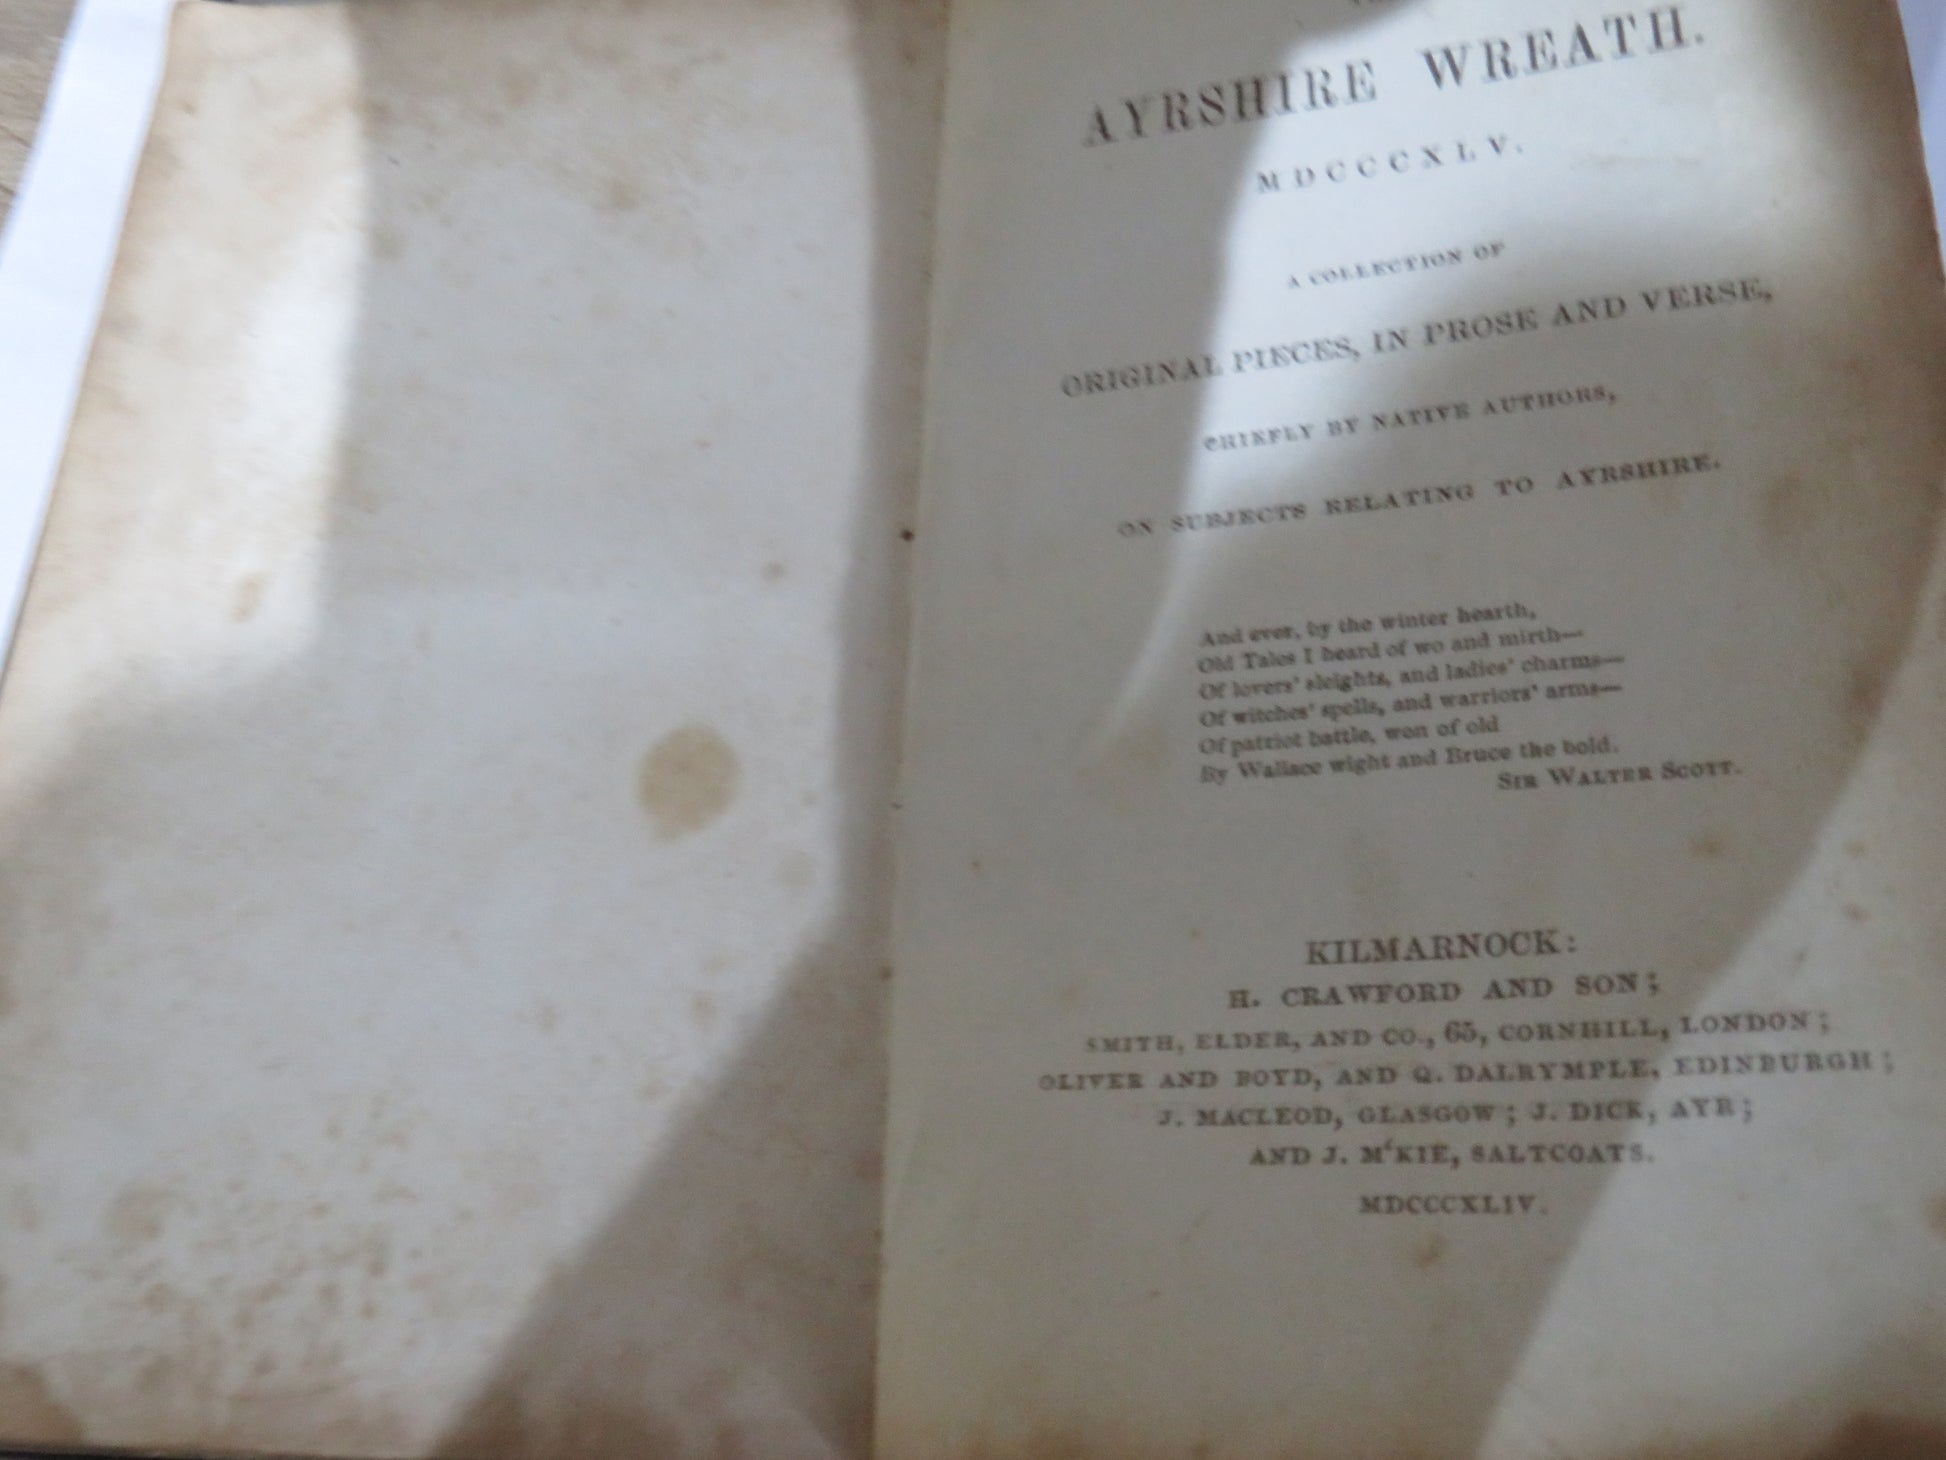 AYRSHIRE WREATH.
MDCCCXLV.
A COLLECTION OF
ORIGINAL PIECES, IN PROSE AND VERSE,
CHIEFLY BY NATIVE AUTHORS,
ON SUBJECTS RELATING TO AYRSHIRE.
And ever, by the winter hearth,
Old Tales I heard of wo and mirth—
Of lovers' sleights, and ladies' charms—
Of witches' spells, and warriors' arms—
Of patriot battle, won of old
By Wallace wight and Bruce the bold.
SIR WALTER SCOTT.
KILMARNOCK:
H. CRAWFORD AND SON;
SMITH, ELDER, AND CO., 65, CORNHILL, LONDON;
OLIVER AND BOYD, AND Q. DALRYMPLE, EDINBURGH;
J. MACLEOD, GLASGOW; J. DICK, AYR;
AND J. M‘KIE, SALTCOATS.
MDCCCXLIV.